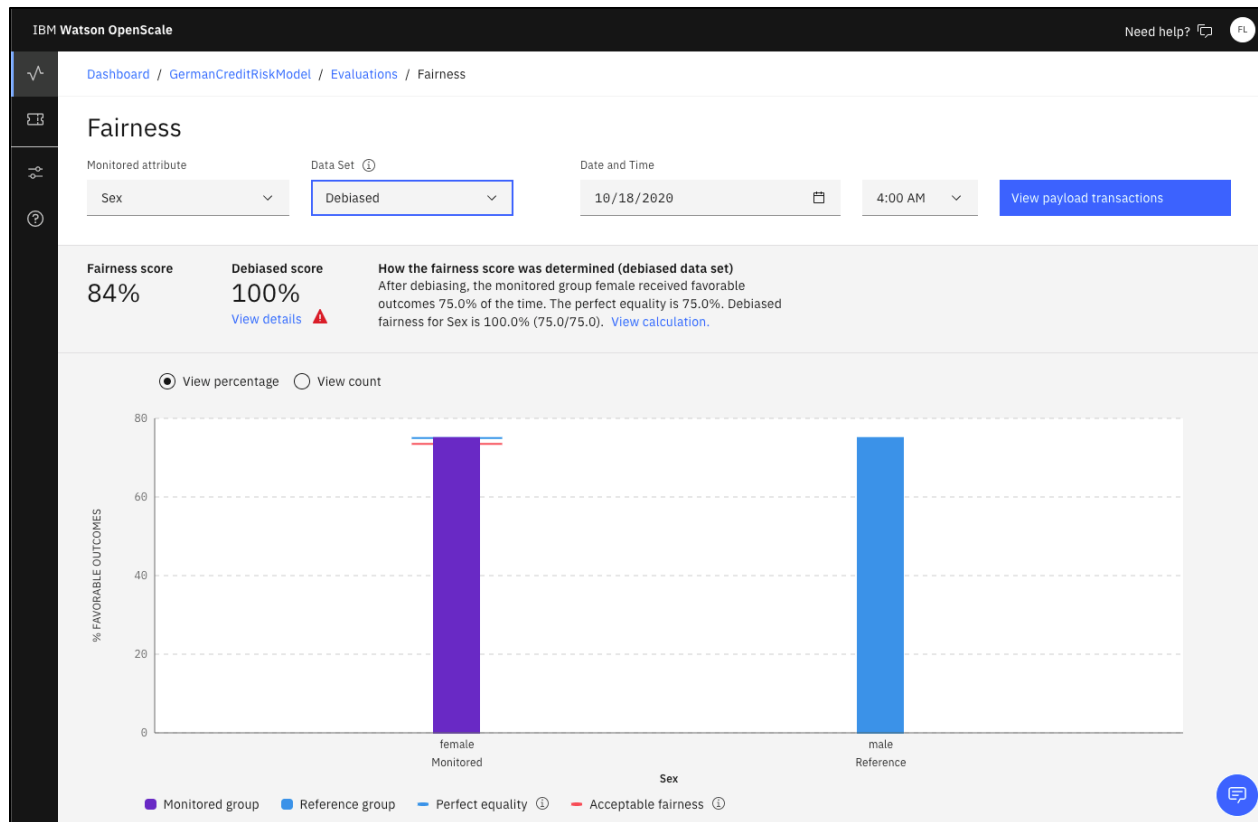 IBM Watson OpenScale
Need help?
FL
Dashboard / GermanCreditRiskModel / Evaluations / Fairness
Fairness
Monitored attribute
Data Set
Date and Time
Sex
Debiased
10/18/2020
4:00 AM
View payload transactions
Fairness score
84%
Debiased score
100%
View details
How the fairness score was determined (debiased data set)
After debiasing, the monitored group female received favorable
outcomes 75.0% of the time. The perfect equality is 75.0%. Debiased
fairness for Sex is 100.0% (75.0/75.0). View calculation.
View percentage
View count
80
60
40
20
0
% FAVORABLE OUTCOMES
female
Monitored
male
Reference
Sex
Monitored group
Reference group
Perfect equality
Acceptable fairness